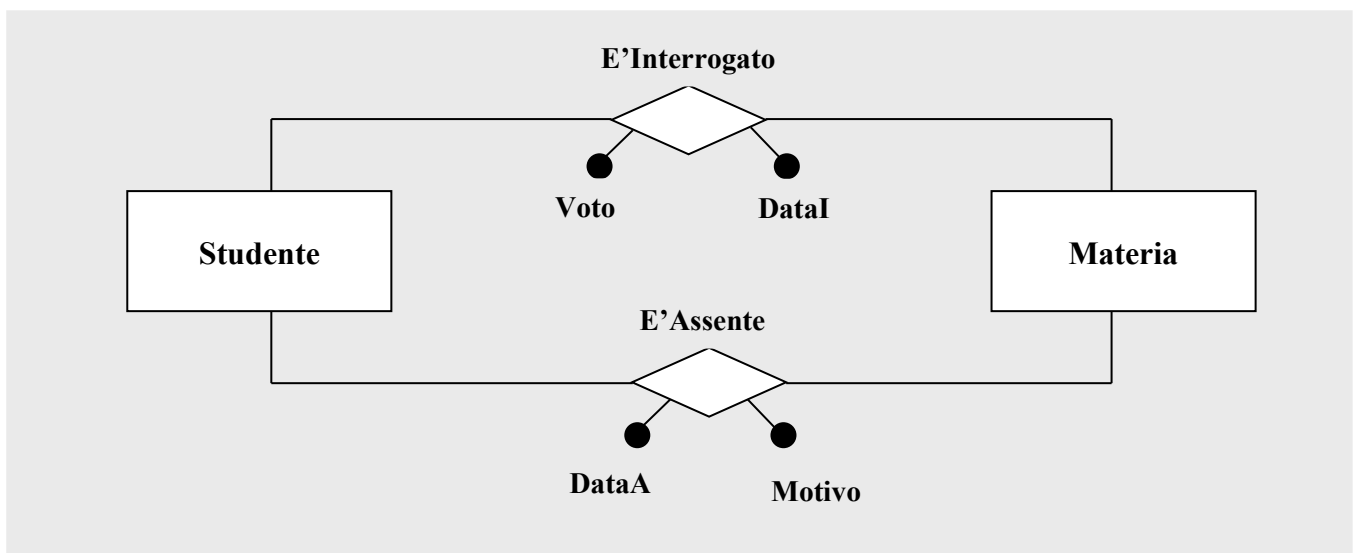 E’Interrogato
Voto
DataI
Studente
Materia
E’Assente
DataA
Motivo